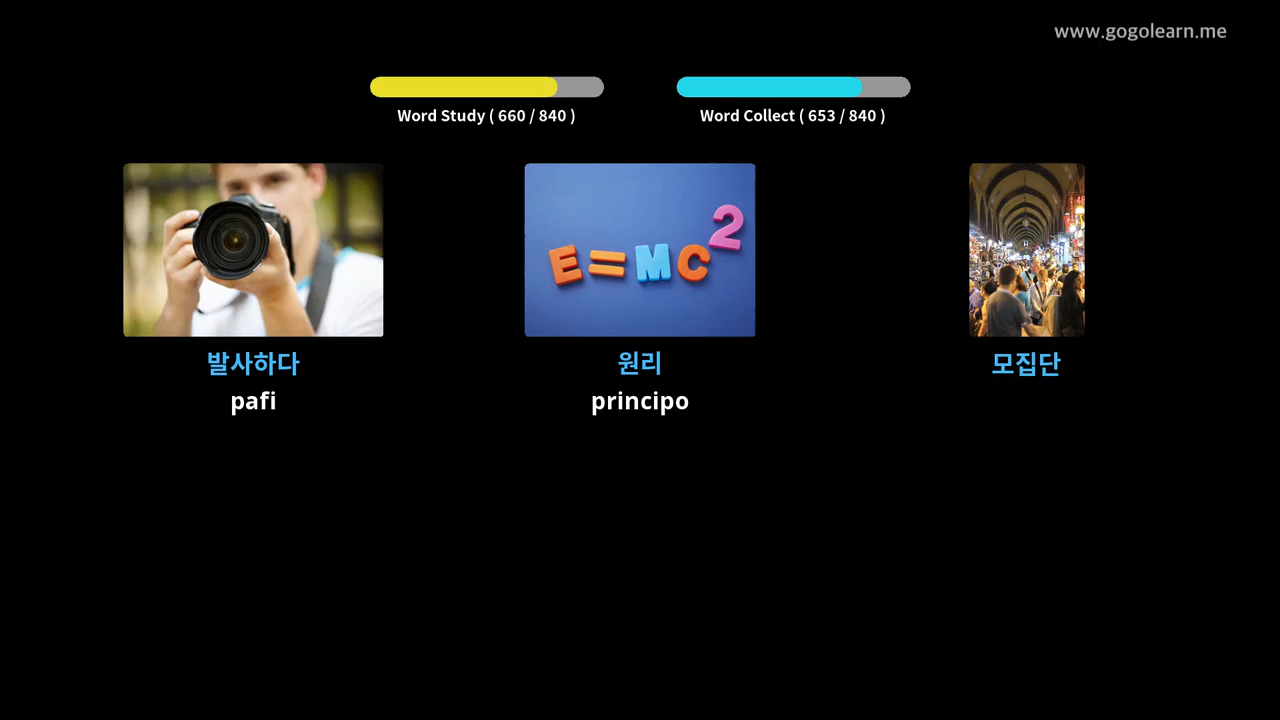 www.gogolearn.me
Word Study ( 660 / 840 )
Word Collect ( 653 / 840 )
E=MC2
발사하다
원리
모집단
pafi
principo